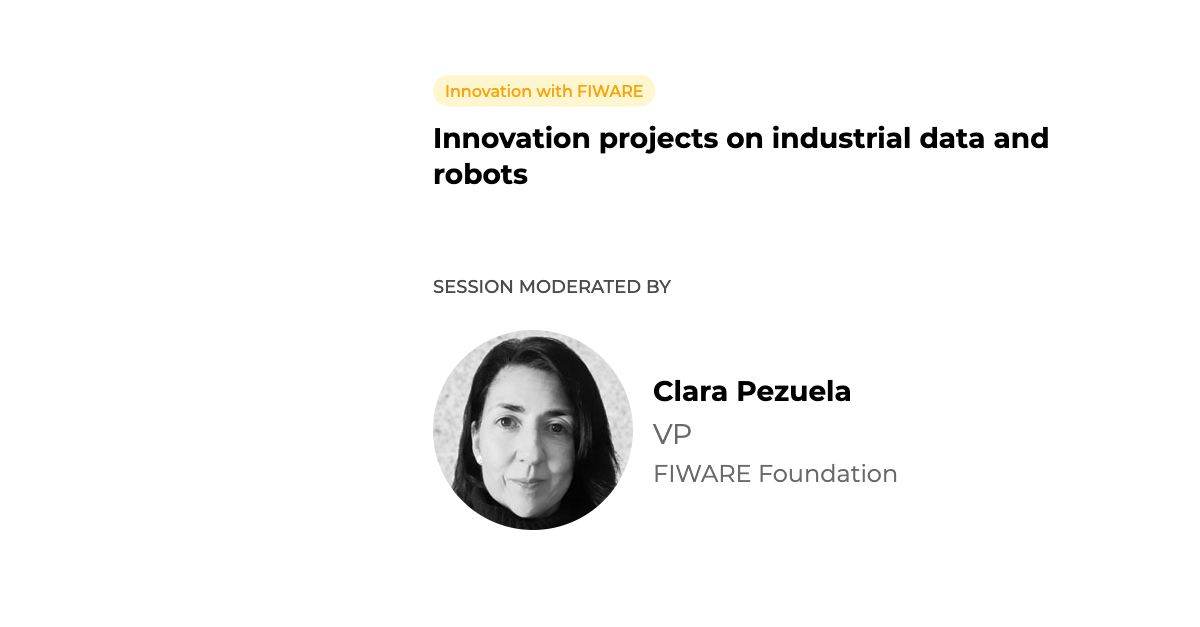 Innovation with FIWARE
Innovation projects on industrial data and
robots
SESSION MODERATED BY
Clara Pezuela
VP
FIWARE Foundation